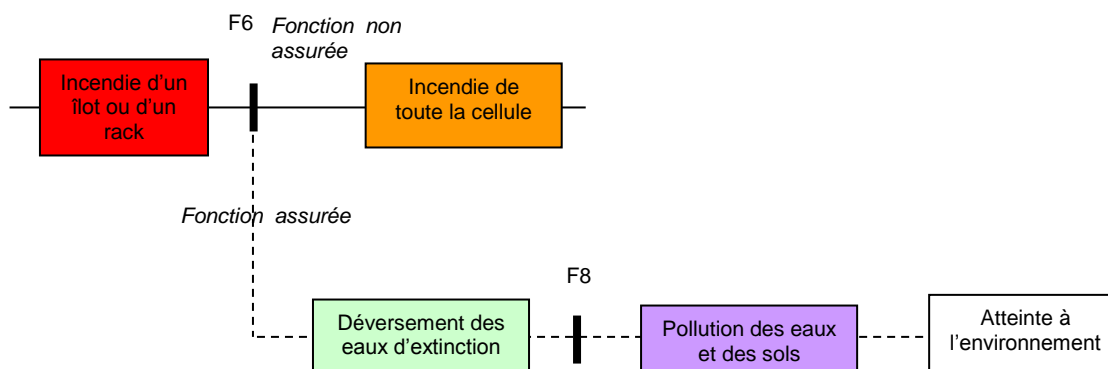 F6
Fonction non
assurée
Incendie d'un
îlot ou d'un
rack
Incendie de
toute la cellule
Fonction assurée
F8
Déversement des
eaux d'extinction
Pollution des eaux
et des sols
Atteinte à
l'environnement